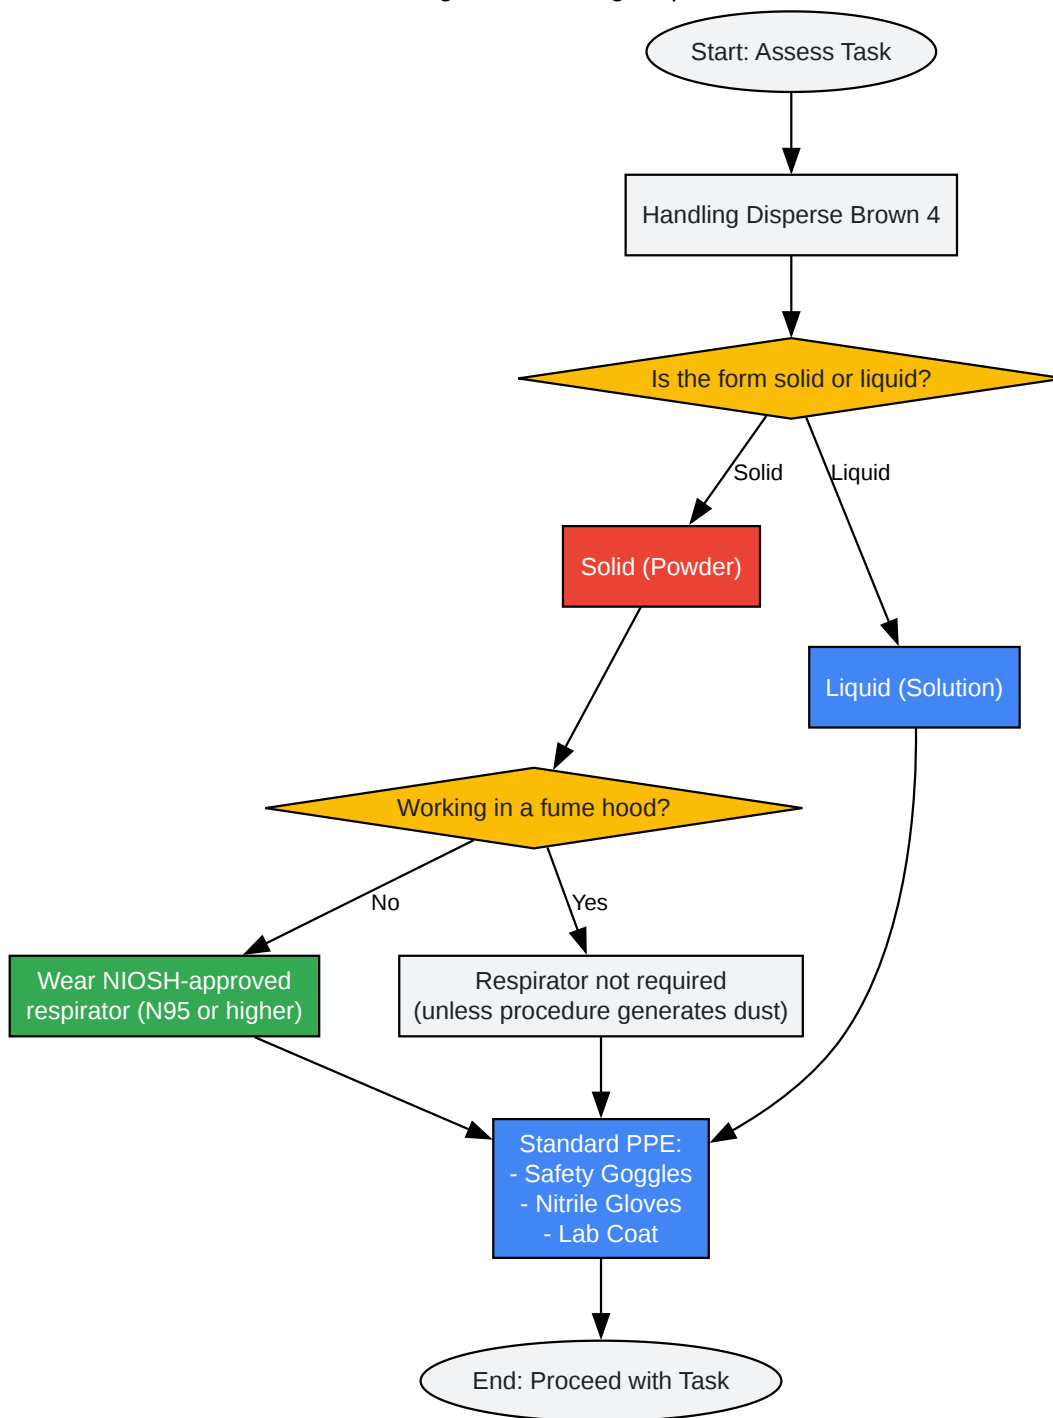 Start: Assess Task
Handling Disperse Brown 4
Is the form solid or liquid?
Solid
Liquid
Solid (Powder)
Liquid (Solution)
Working in a fume hood?
No
Yes
Wear NIOSH-approved
respirator (N95 or higher)
Respirator not required
(unless procedure generates dust)
Standard PPE:
- Safety Goggles
- Nitrile Gloves
- Lab Coat
End: Proceed with Task